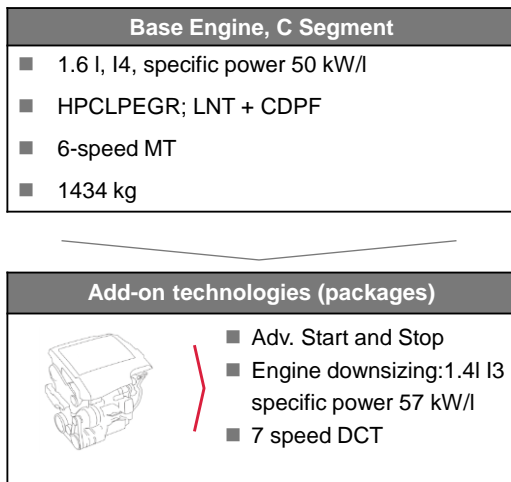 Base Engine, C Segment
■ 1.6 l, I4, specific power 50 kW/l
■ HPCLPEGR; LNT + CDPF
■ 6-speed MT
■ 1434 kg
Add-on technologies (packages)
■ Adv. Start and Stop
■ Engine downsizing:1.4l I3
specific power 57 kW/l
■ 7 speed DCT